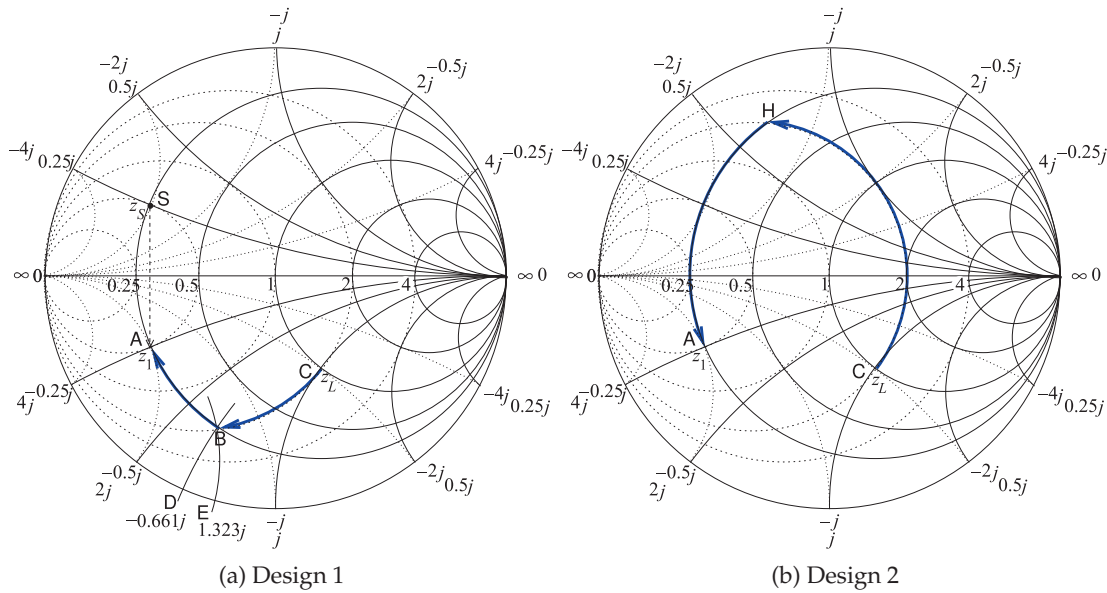 −j
j
−2j
0.5j
2j
−0.5j
−4j
0.25j
4j
−0.25j
S
z_S
∞ 0
0.25
0.5
1
2
4
∞ 0
A
z_1
C
z_L
B
−0.25j
4j
−4j
0.25j
−0.5j
2j
−2j
0.5j
D
−0.661j
E
1.323j
−j
j
(a) Design 1
−j
j
−2j
0.5j
2j
−0.5j
H
−4j
0.25j
4j
−0.25j
∞ 0
0.25
0.5
1
2
4
∞ 0
A
z_1
C
z_L
−0.25j
4j
−4j
0.25j
−0.5j
2j
−2j
0.5j
−j
j
(b) Design 2